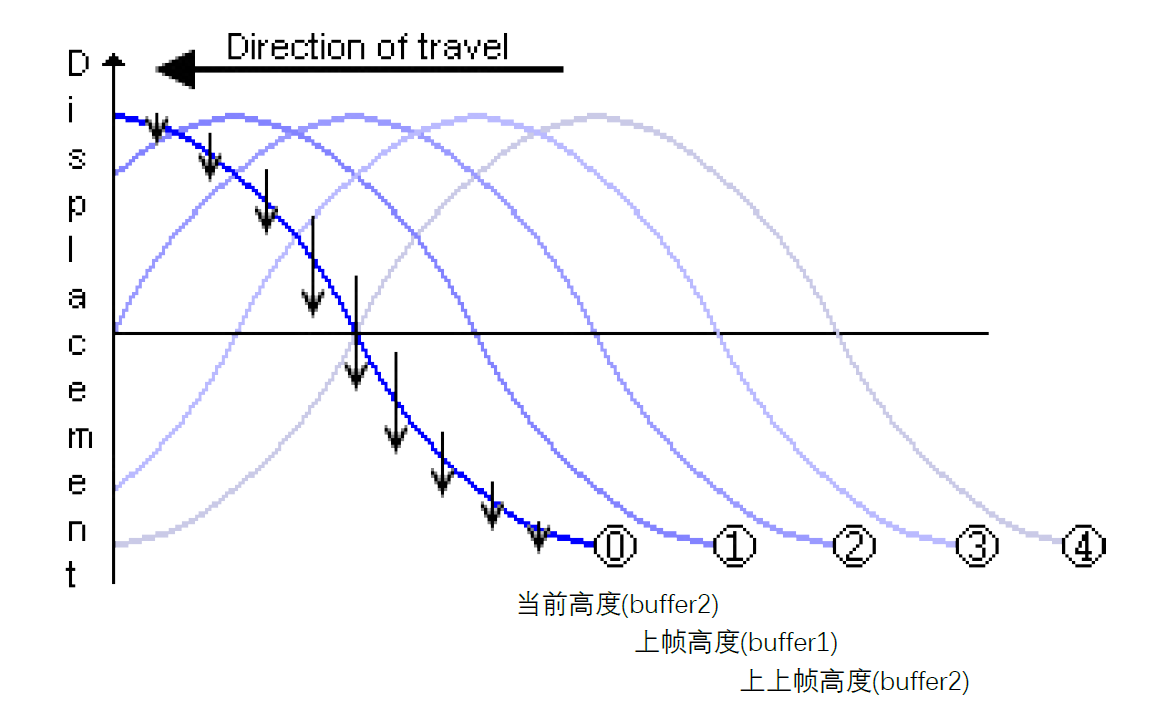 Displacement
Direction of travel
0 1 2 3 4
当前高度(buffer2)
上帧高度(buffer1)
上上帧高度(buffer2)